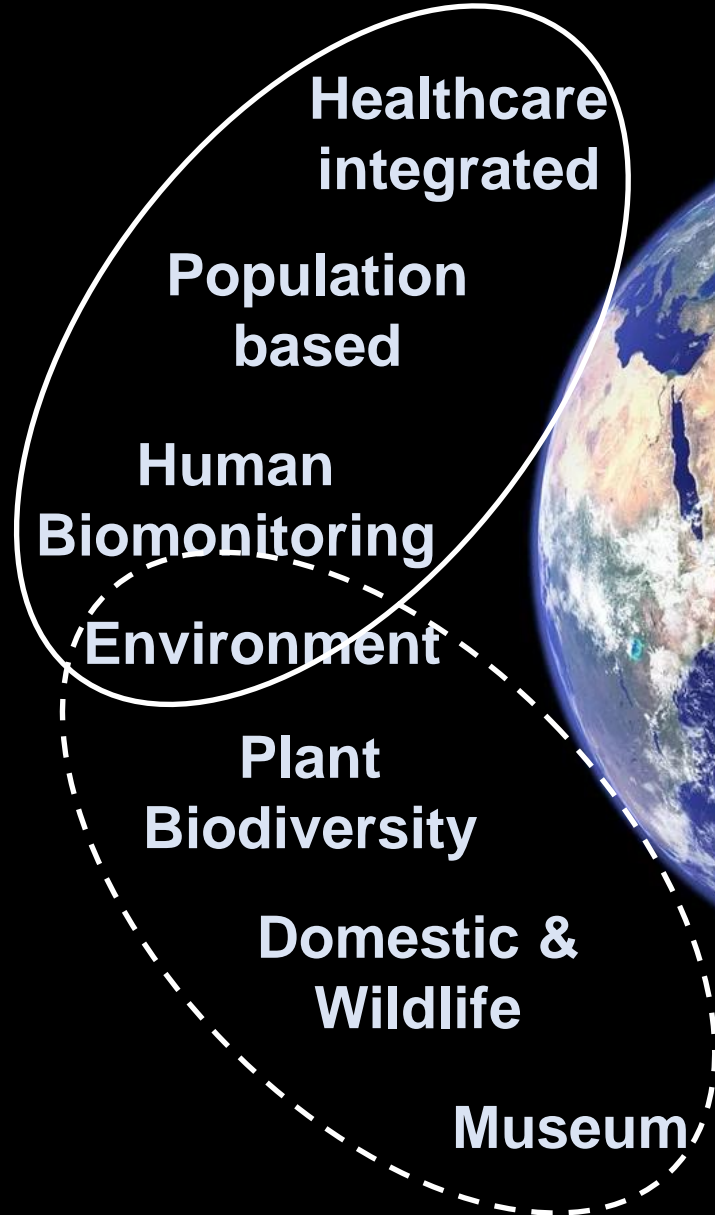 Healthcare
integrated
Population
based
Human
Biomonitoring
Environment
Plant
Biodiversity
Domestic &
Wildlife
Museum